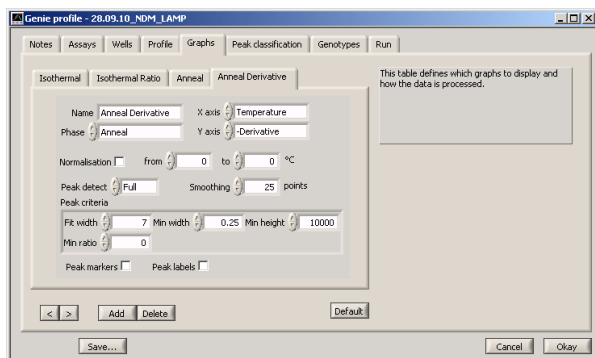 Genie profile - 28.09.10_NDM_LAMP
Notes Assays Wells Profile Graphs Peak classification Genotypes Run
Isothermal Isothermal Ratio Anneal Anneal Derivative
This table defines which graphs to display and
how the data is processed.
Name Anneal Derivative X axis Temperature
Phase Anneal Y axis -Derivative
Normalisation from 0 to 0 °C
Peak detect Full Smoothing 25 points
Peak criteria
Fit width 7 Min width 0.25 Min height 10000
Min ratio 0
Peak markers Peak labels
< > Add Delete Default
Save... Cancel Okay